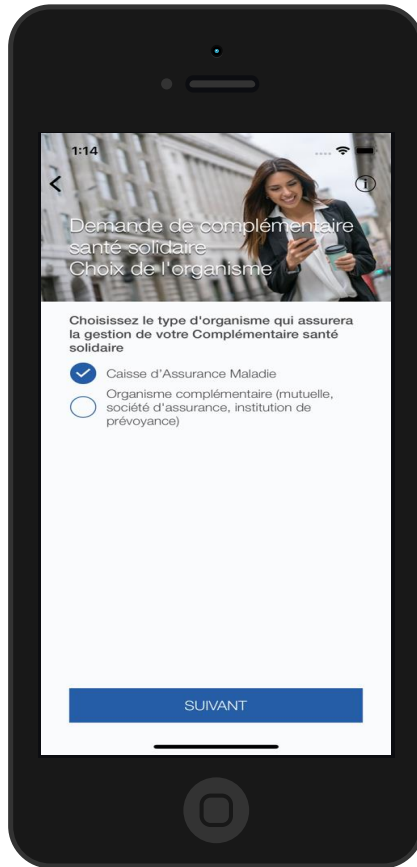 1:14
Demande de complémentaire
santé solidaire
Choix de l'organisme
Choisissez le type d'organisme qui assurera
la gestion de votre Complémentaire santé
solidaire
Caisse d'Assurance Maladie
Organisme complémentaire (mutuelle,
société d'assurance, institution de
prévoyance)
SUIVANT